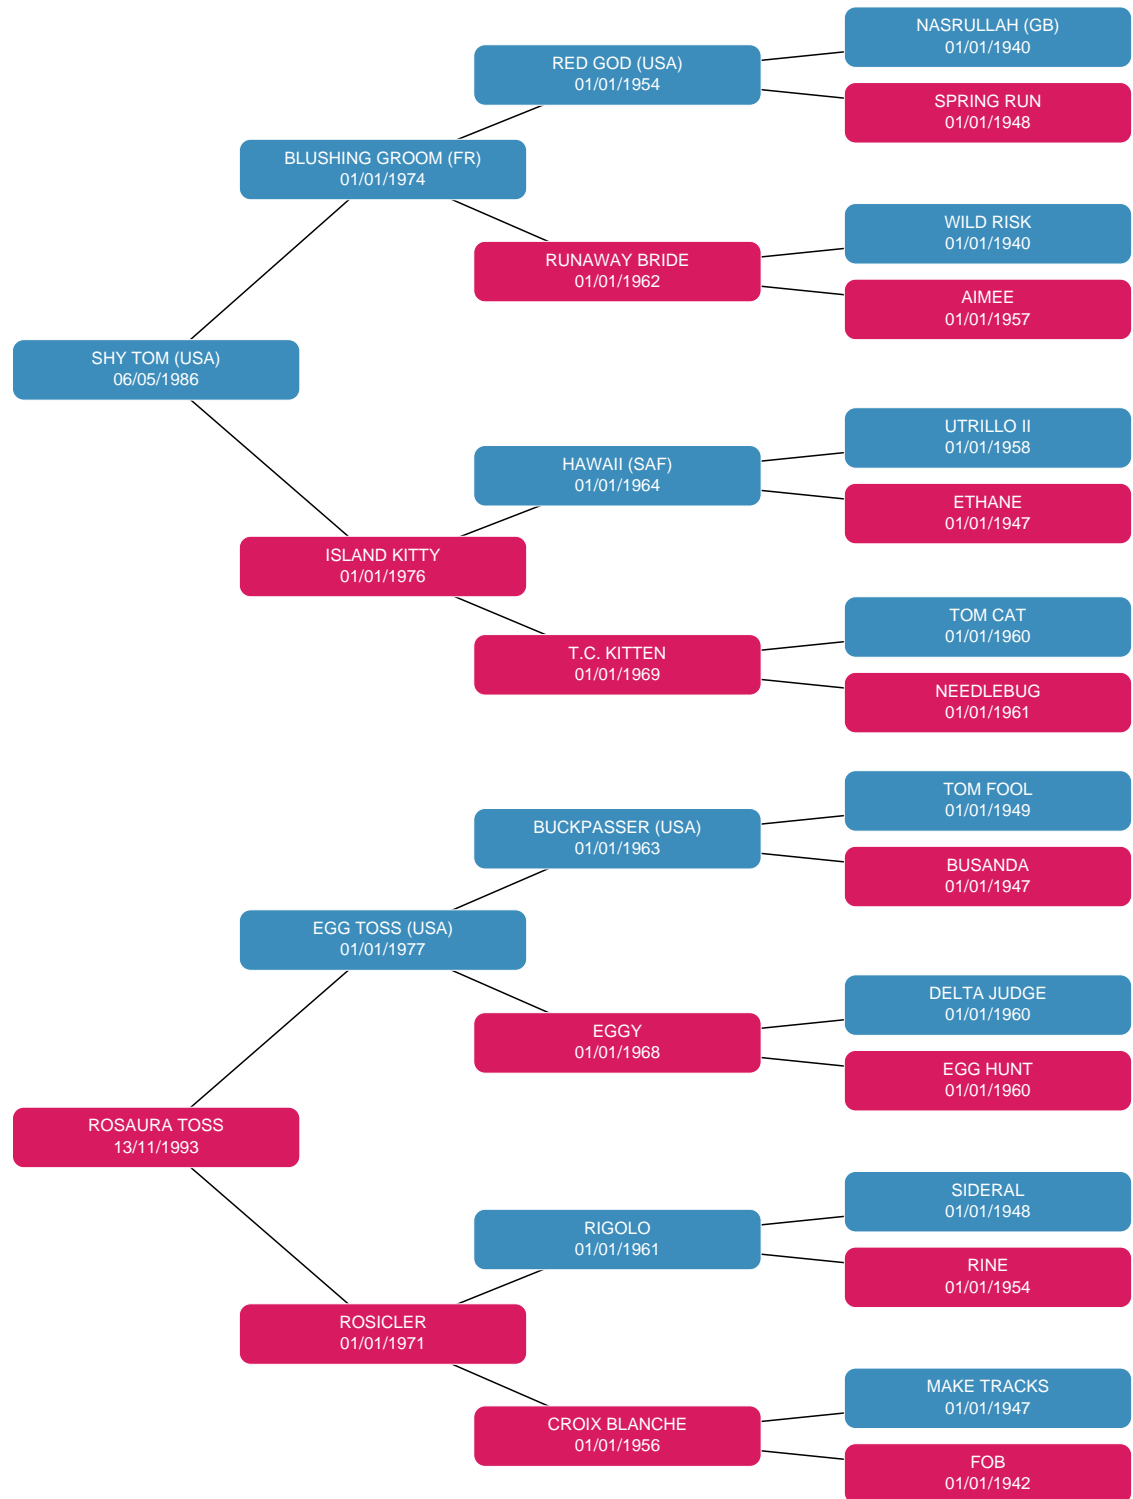 NASRULLAH (GB)
01/01/1940
RED GOD (USA)
01/01/1954
SPRING RUN
01/01/1948
BLUSHING GROOM (FR)
01/01/1974
WILD RISK
01/01/1940
RUNAWAY BRIDE
01/01/1962
AIMEE
01/01/1957
SHY TOM (USA)
06/05/1986
UTRILLO II
01/01/1958
HAWAII (SAF)
01/01/1964
ETHANE
01/01/1947
ISLAND KITTY
01/01/1976
TOM CAT
01/01/1960
T.C. KITTEN
01/01/1969
NEEDLEBUG
01/01/1961
TOM FOOL
01/01/1949
BUCKPASSER (USA)
01/01/1963
BUSANDA
01/01/1947
EGG TOSS (USA)
01/01/1977
DELTA JUDGE
01/01/1960
EGGY
01/01/1968
EGG HUNT
01/01/1960
ROSAURA TOSS
13/11/1993
SIDERAL
01/01/1948
RIGOLO
01/01/1961
RINE
01/01/1954
ROSICLER
01/01/1971
MAKE TRACKS
01/01/1947
CROIX BLANCHE
01/01/1956
FOB
01/01/1942